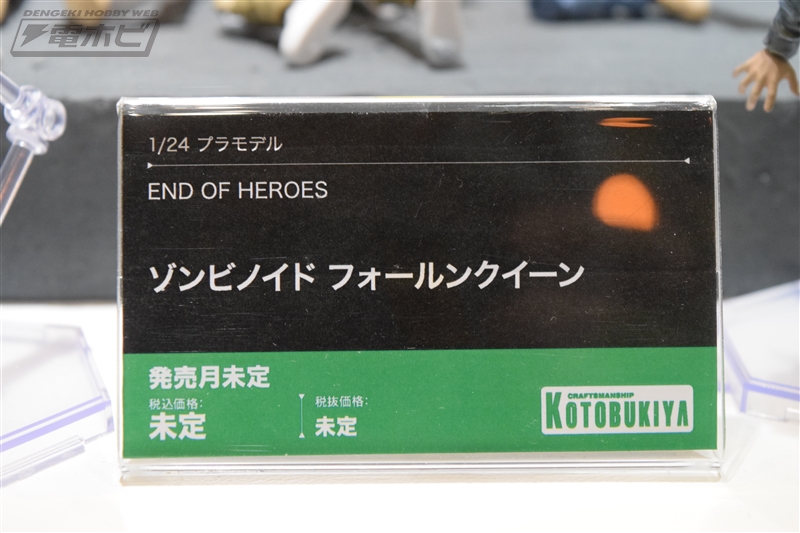 DENGEKI HOBBY WEB
電ホビ
1/24 プラモデル
END OF HEROES
ゾンビノイド フォールンクイーン
発売月未定
税込価格:
未定
税抜価格:
未定
CRAFTSMANSHIP
KOTOBUKIYA